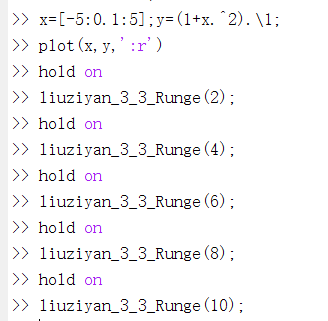 >> x=[-5:0.1:5];y=(1+x.^2).\1;
>> plot(x,y,':r')
>> hold on
>> liuziyan_3_3_Runge(2);
>> hold on
>> liuziyan_3_3_Runge(4);
>> hold on
>> liuziyan_3_3_Runge(6);
>> hold on
>> liuziyan_3_3_Runge(8);
>> hold on
>> liuziyan_3_3_Runge(10);